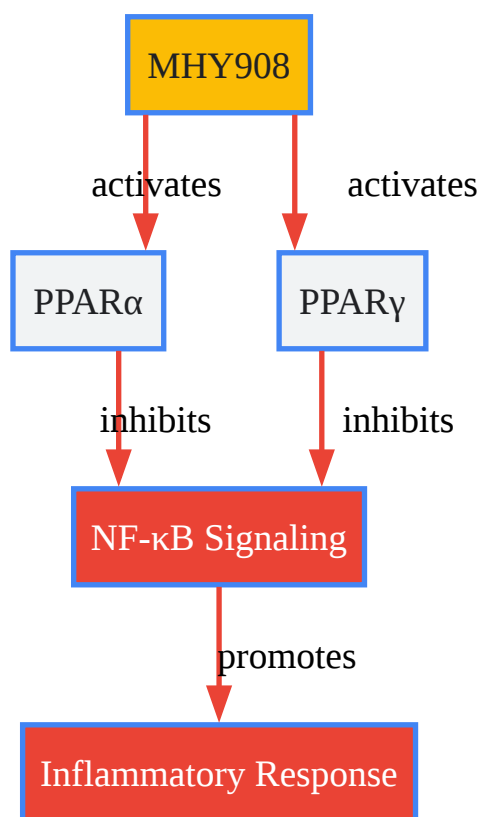 MHY908
activates
activates
PPARα
PPARγ
inhibits
inhibits
NF-κB Signaling
promotes
Inflammatory Response